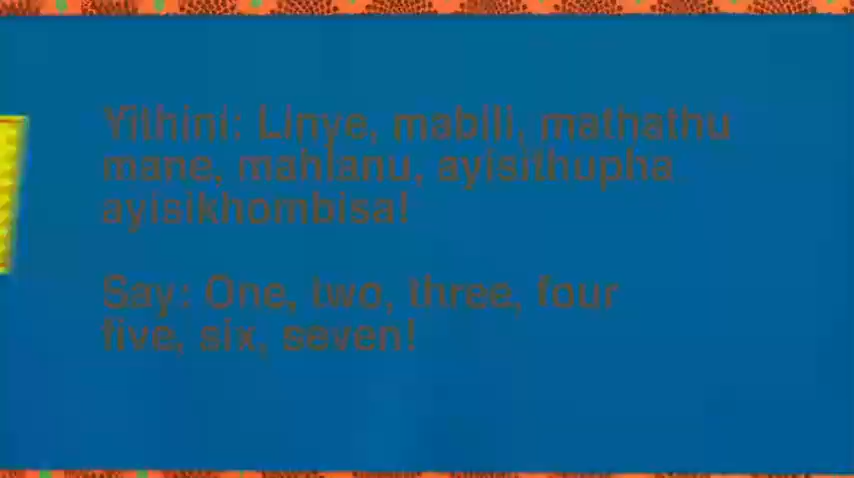 Yithini: Linye, mabili, mathathu
mane, mahlanu, ayisithupha
ayisikhombisa!
Say: One, two, three, four
five, six, seven!